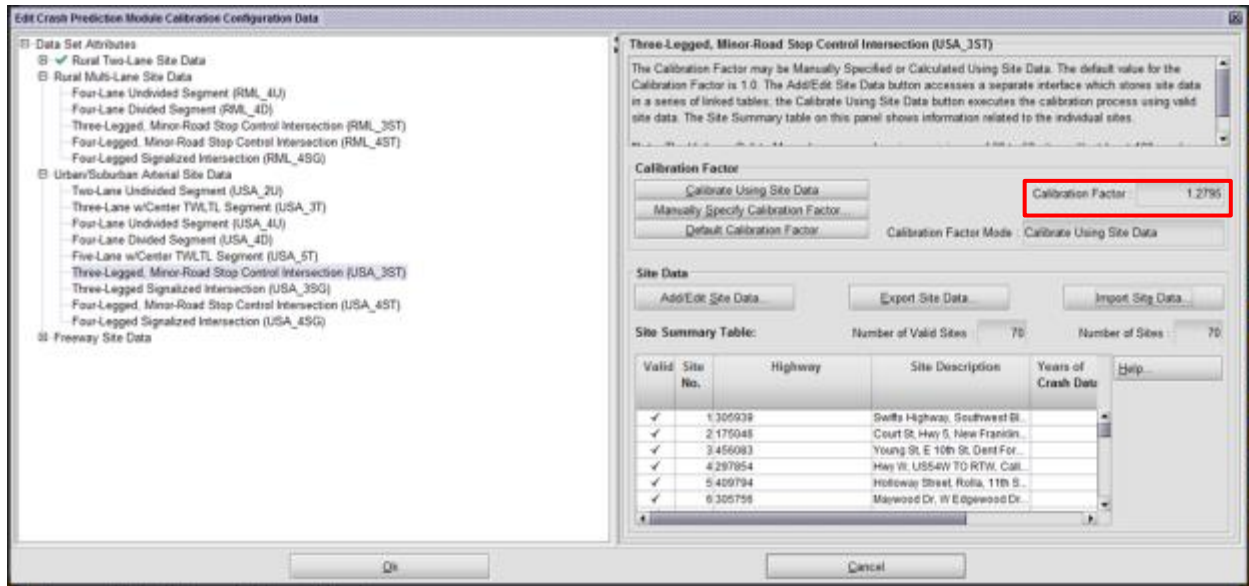 Edit Crash Prediction Module Calibration Configuration Data
Data Set Attributes
Rural Two-Lane Site Data
Rural Multi-Lane Site Data
Four-Lane Undivided Segment (RML_4U)
Four-Lane Divided Segment (RML_4D)
Three-Legged, Minor-Road Stop Control Intersection (RML_3ST)
Four-Legged, Minor-Road Stop Control Intersection (RML_4ST)
Four-Legged Signalized Intersection (RML_4SG)
Urban/Suburban Arterial Site Data
Two-Lane Undivided Segment (USA_2U)
Three-Lane w/Center TWLTL Segment (USA_3T)
Four-Lane Undivided Segment (USA_4U)
Four-Lane Divided Segment (USA_4D)
Five-Lane w/Center TWLTL Segment (USA_5T)
Three-Legged, Minor-Road Stop Control Intersection (USA_3ST)
Three-Legged Signalized Intersection (USA_3SG)
Four-Legged, Minor-Road Stop Control Intersection (USA_4ST)
Four-Legged Signalized Intersection (USA_4SG)
Freeway Site Data
Three-Legged, Minor-Road Stop Control Intersection (USA_3ST)
The Calibration Factor may be Manually Specified or Calculated Using Site Data. The default value for the
Calibration Factor is 1.0. The Add/Edit Site Data button accesses a separate interface which stores site data
in a series of linked tables; the Calibrate Using Site Data button executes the calibration process using valid
site data. The Site Summary table on this panel shows information related to the individual sites.
Calibration Factor
Calibrate Using Site Data
Calibration Factor : 1.2795
Manually Specify Calibration Factor...
Default Calibration Factor
Calibration Factor Mode : Calibrate Using Site Data
Site Data
Add/Edit Site Data... Export Site Data... Import Site Data...
Site Summary Table: Number of Valid Sites : 70 Number of Sites : 70
Valid Site No. Highway Site Description Years of Crash Data Help...
1 305939 Swifts Highway, Southwest Bl...
2 175048 Court St, Hwy 5, New Franklin...
3 456083 Young St, E 10th St, Dent For...
4 297854 Hwy W, US54W TO RTW, Call...
5 409794 Holloway Street, Rolla, 11th S...
6 305756 Maywood Dr, W Edgewood Dr...
Ok Cancel